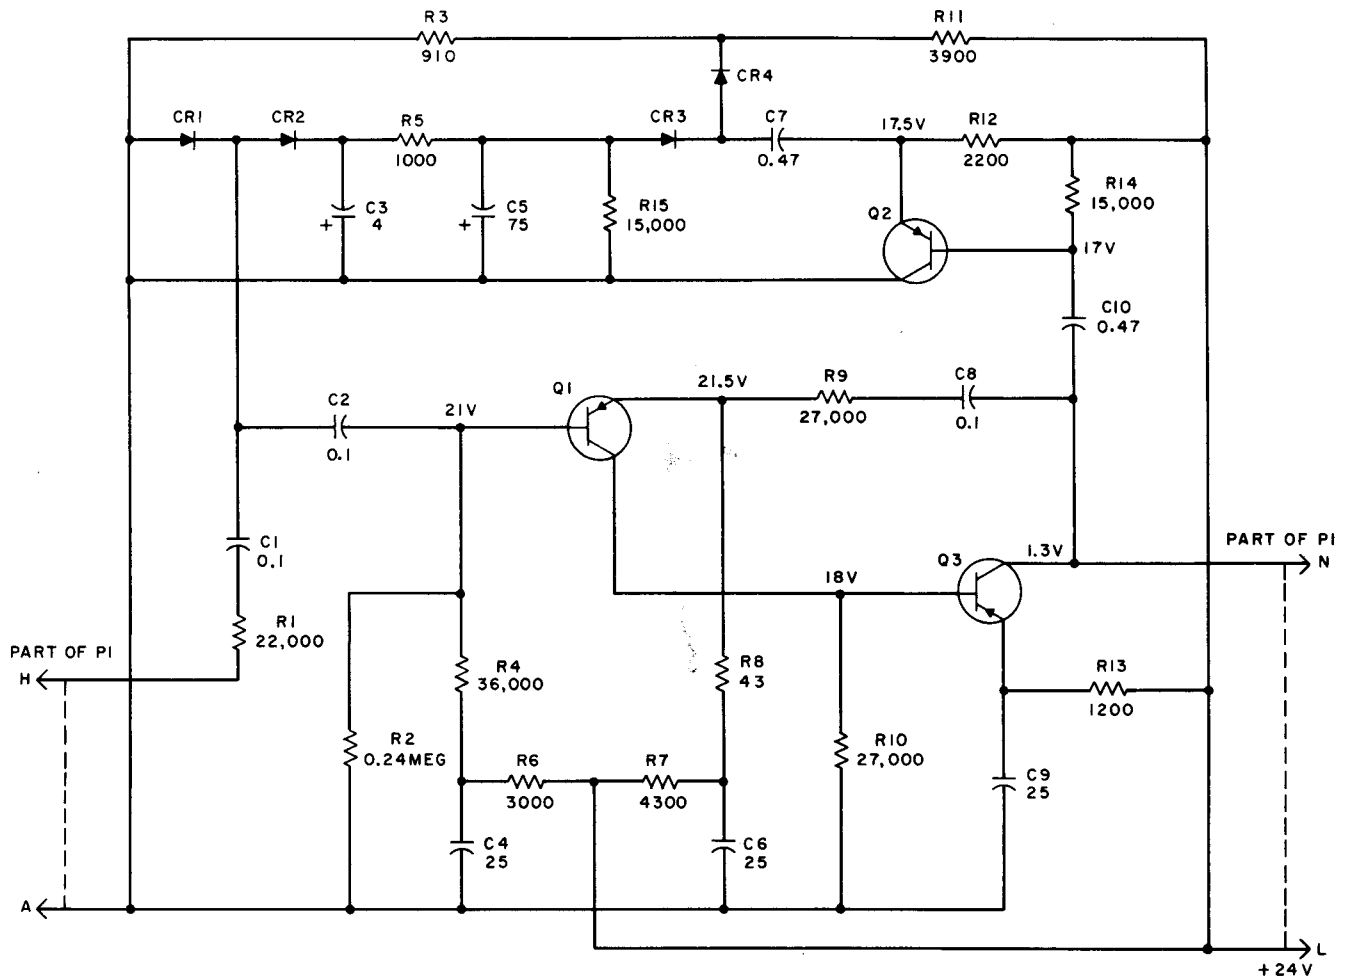 R3
910
R11
3900
CR4
CR1
CR2
R5
1000
CR3
C7
0.47
17.5V
R12
2200
C3
4
+
C5
75
+
R15
15,000
Q2
R14
15,000
17V
C10
0.47
C2
0.1
21V
Q1
21.5V
R9
27,000
C8
0.1
C1
0.1
R1
22,000
PART OF P1
H
18V
Q3
1.3V
PART OF P1
N
R4
36,000
R8
43
R13
1200
R2
0.24MEG
R6
3000
R7
4300
R10
27,000
C9
25
C4
25
C6
25
A
L
+24V